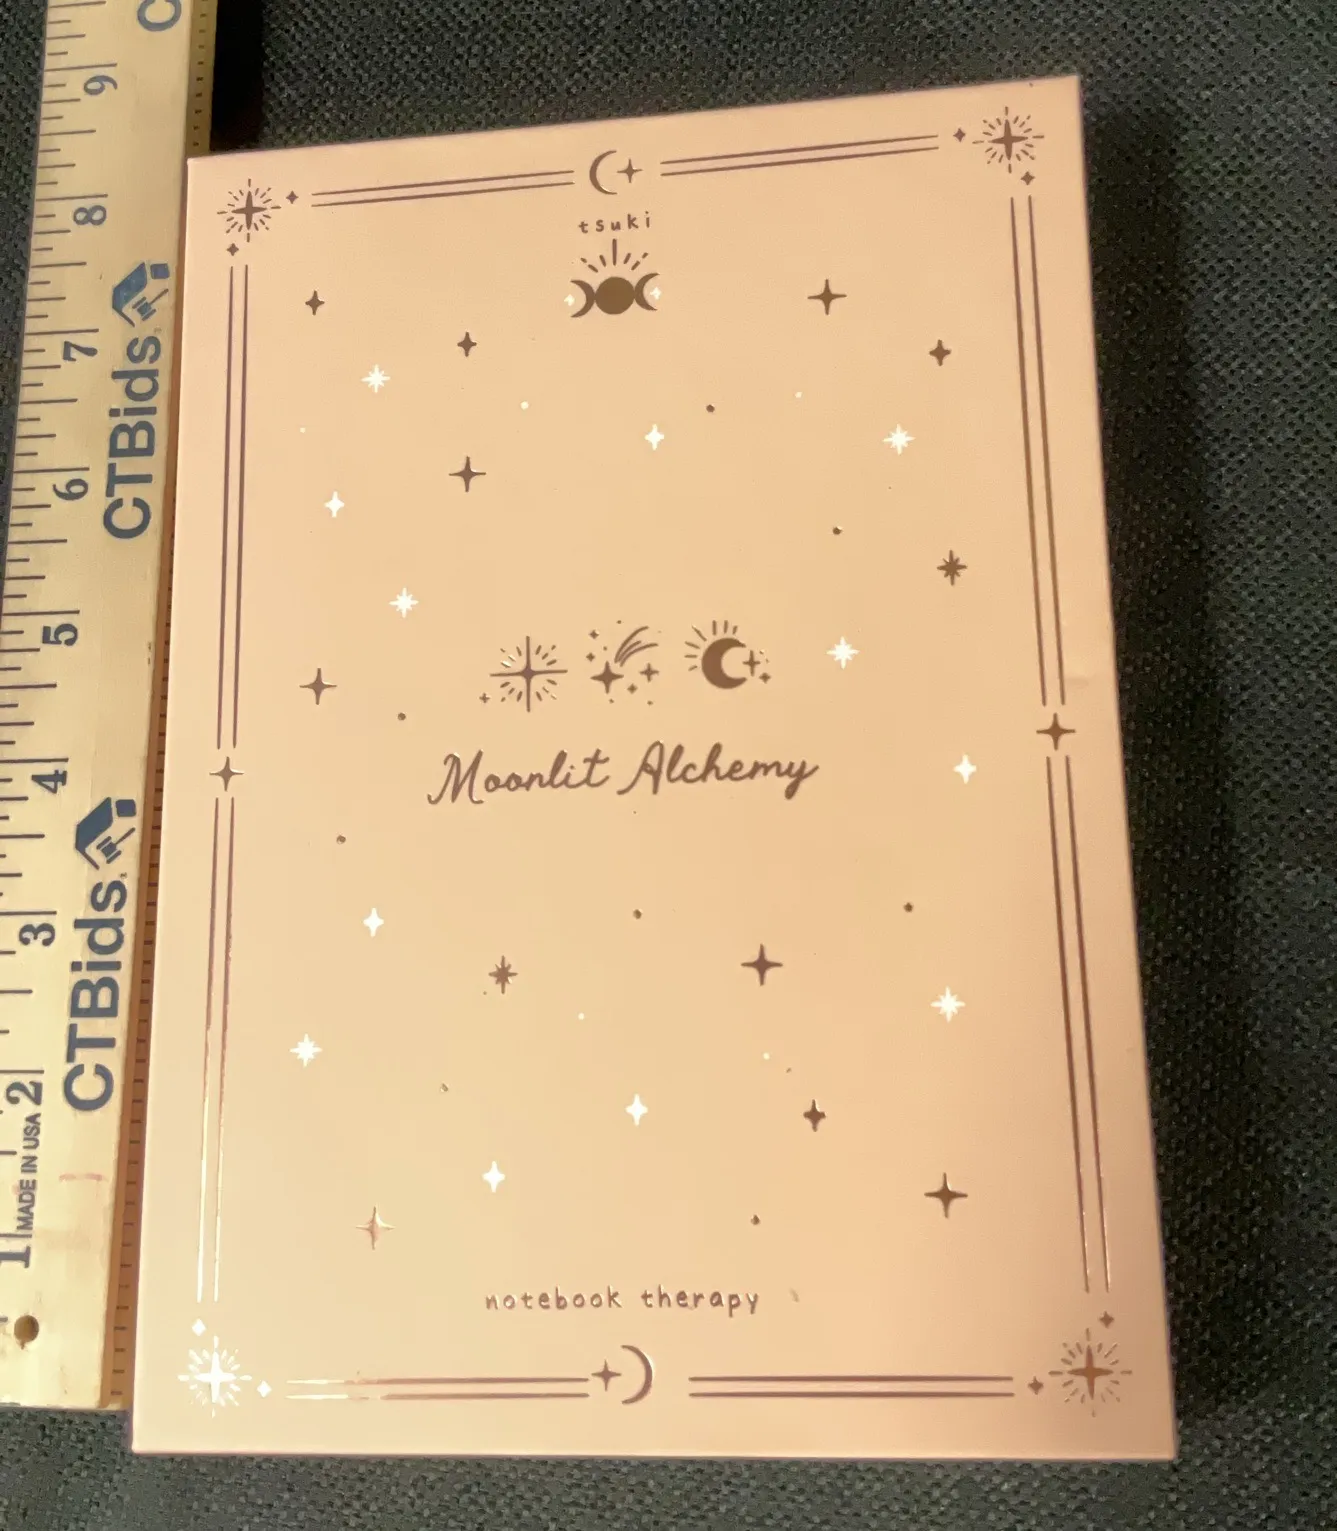 tsuki
Moonlit Alchemy
notebook therapy
9
8
7
6
5
4
3
2
1
CTBids
CTBids
MADE IN USA